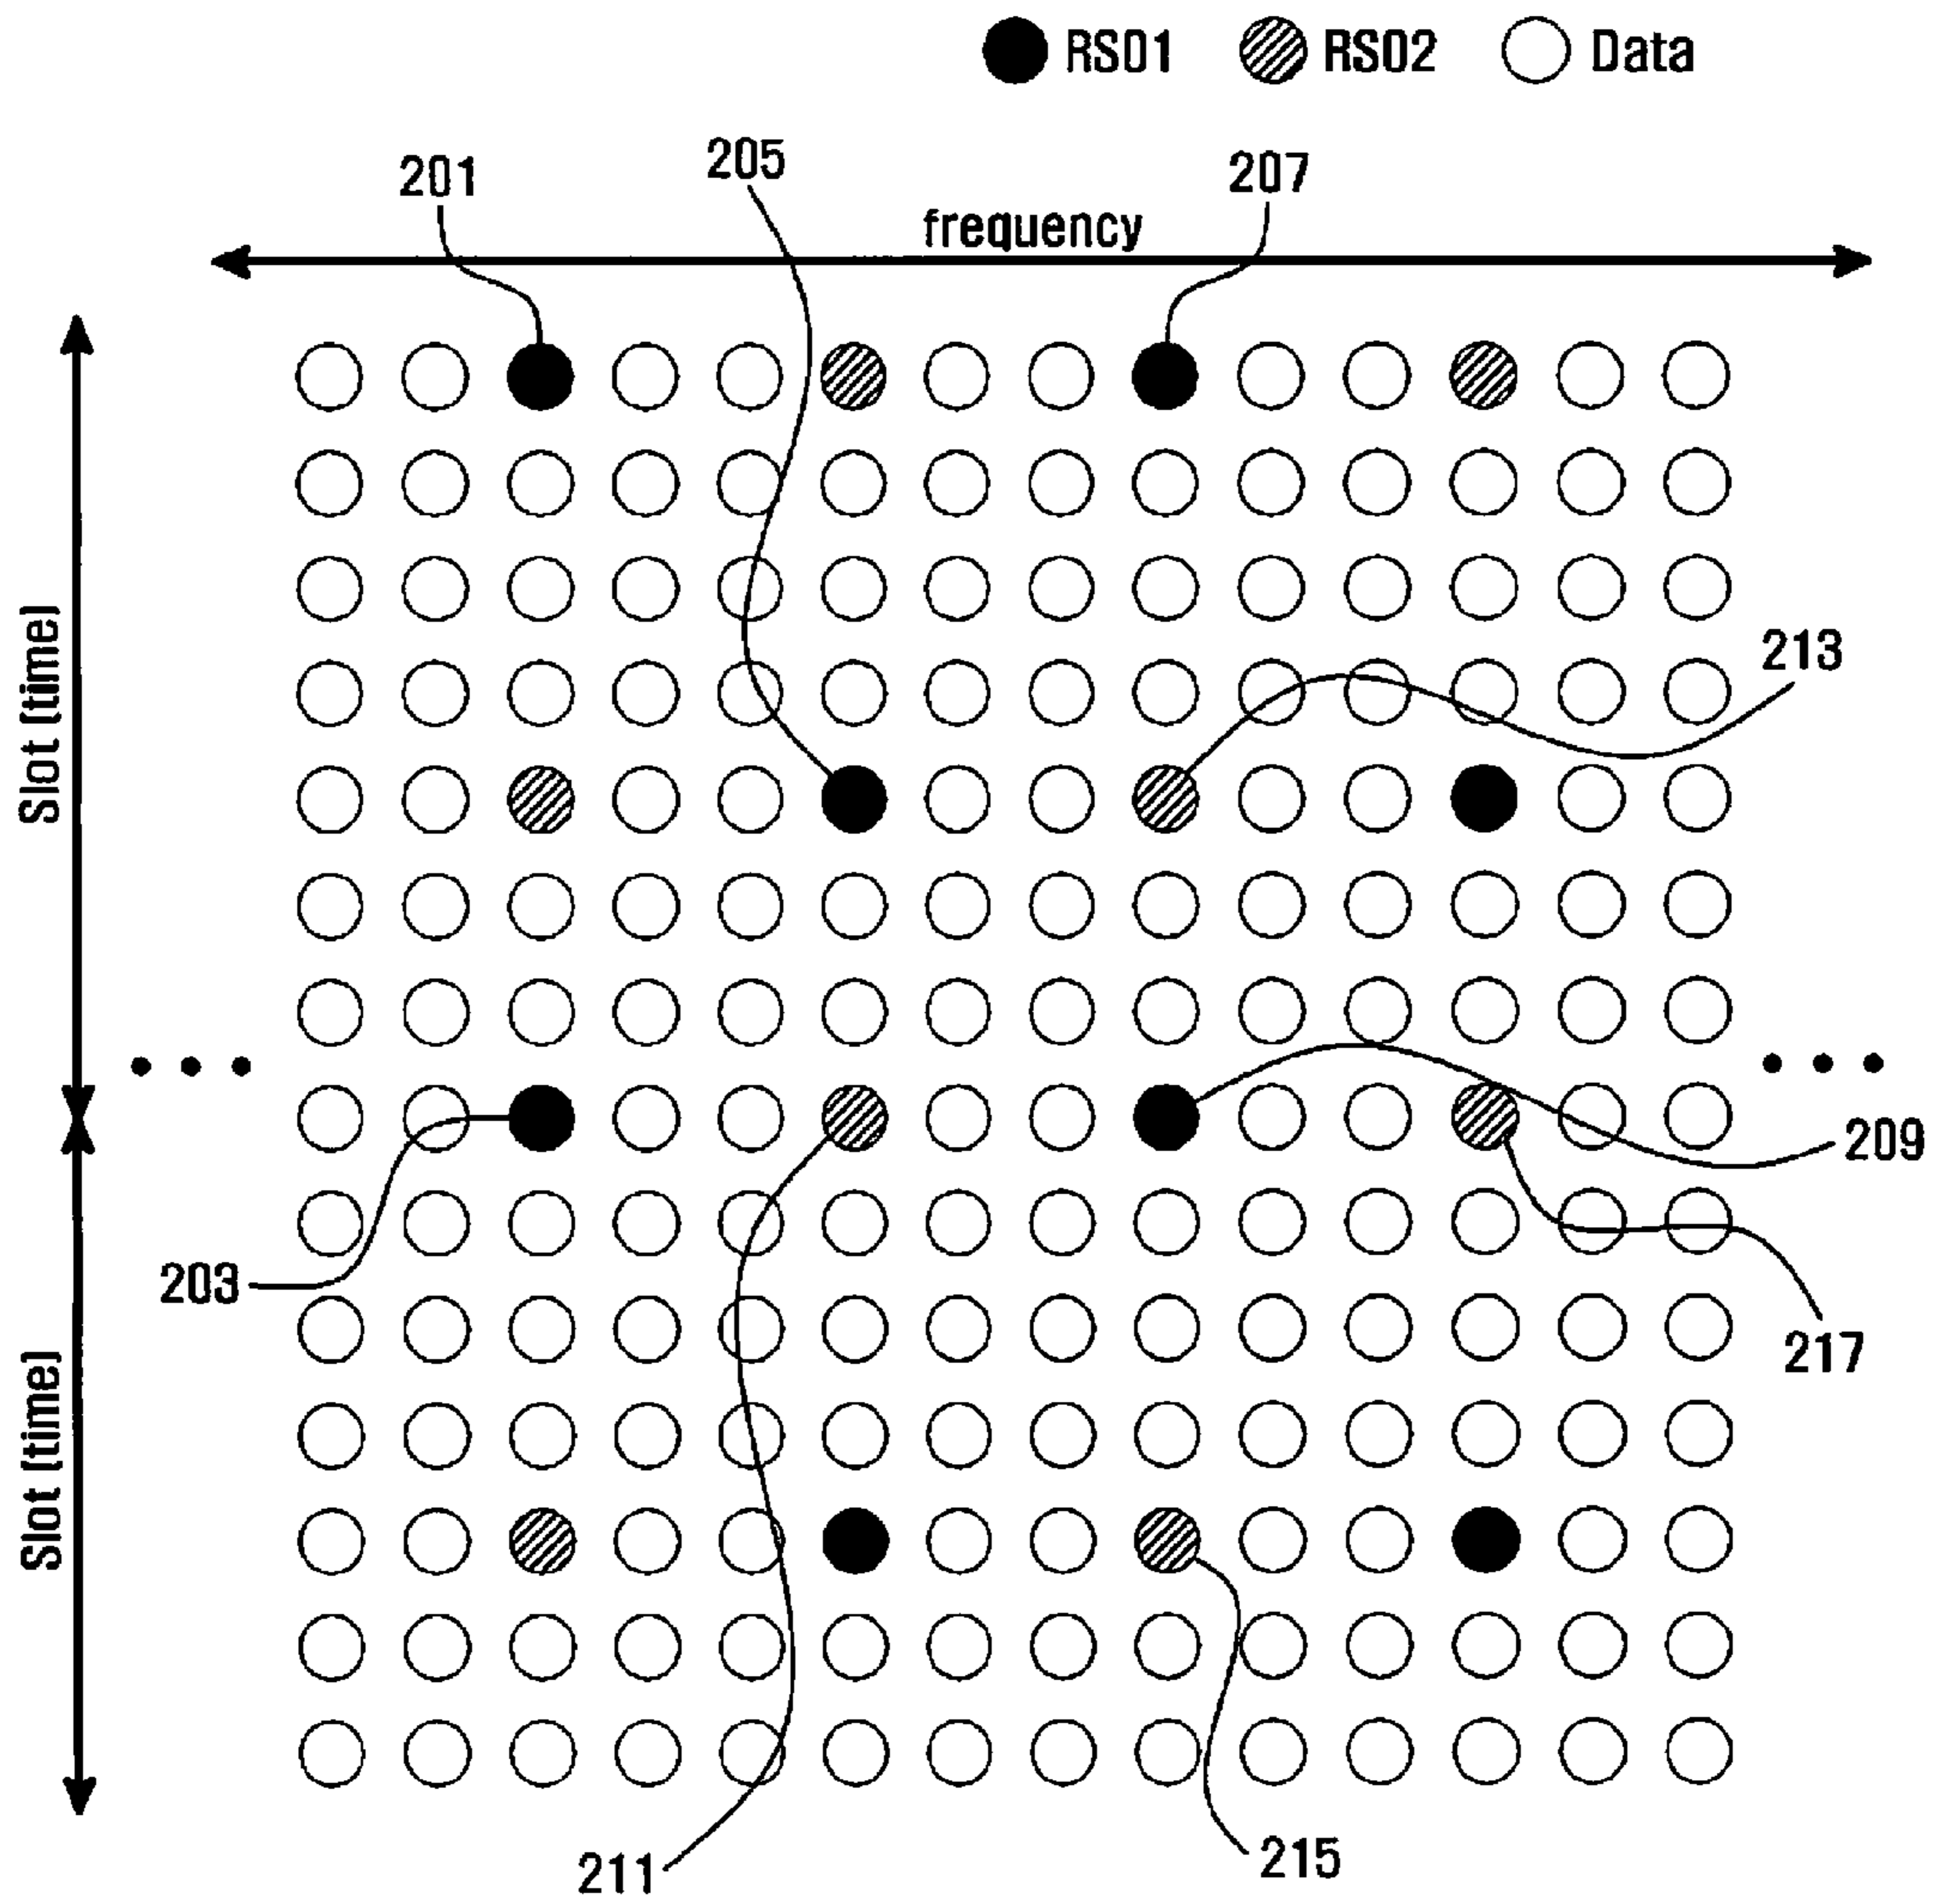 RS01 RS02 Data
201 205 207
frequency
Slot (time)
213
209
203
217
Slot (time)
211
215